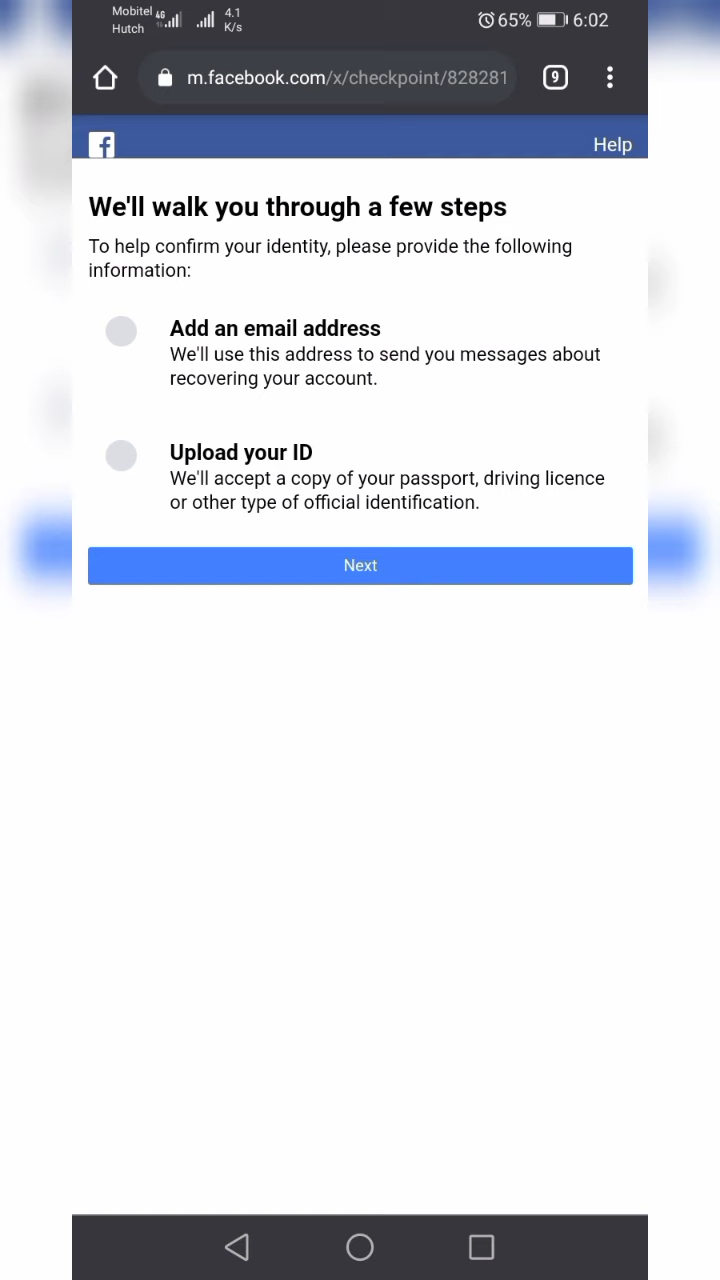 Mobitel 4G 4.1 65% 6:02
Hutch K/s
m.facebook.com/x/checkpoint/828281 9
f Help
We'll walk you through a few steps
To help confirm your identity, please provide the following
information:
Add an email address
We'll use this address to send you messages about
recovering your account.
Upload your ID
We'll accept a copy of your passport, driving licence
or other type of official identification.
Next